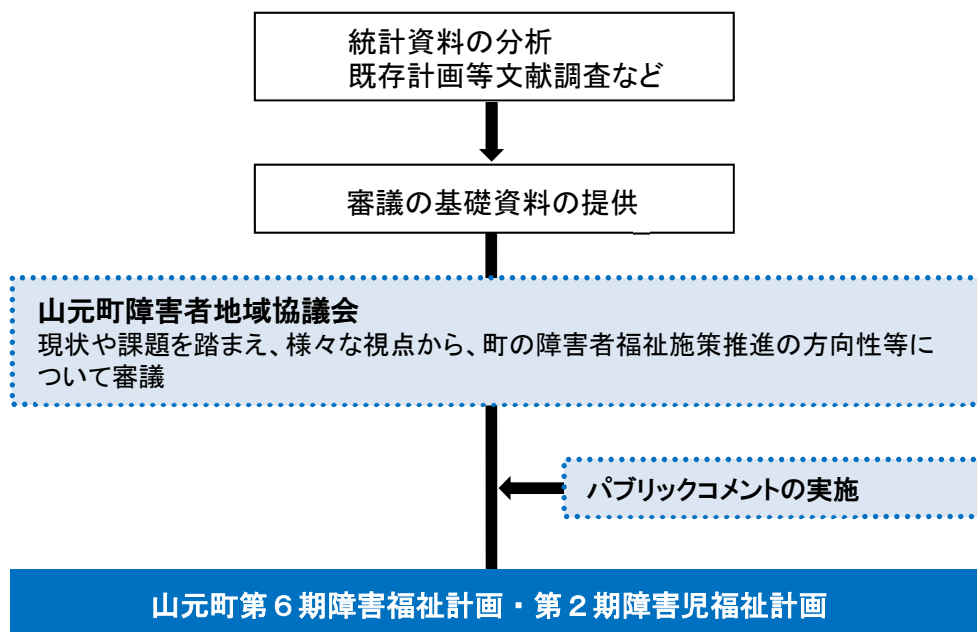 統計資料の分析
既存計画等文献調査など
審議の基礎資料の提供
山元町障害者地域協議会
現状や課題を踏まえ、様々な視点から、町の障害者福祉施策推進の方向性等に
ついて審議
パブリックコメントの実施
山元町第６期障害福祉計画・第２期障害児福祉計画